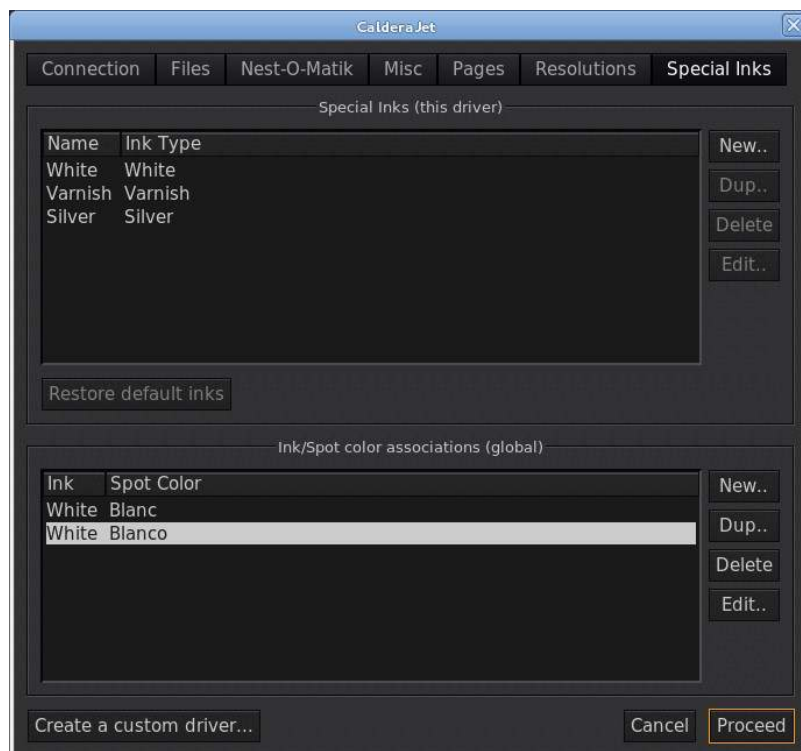 CalderaJet
Connection Files Nest-O-Matik Misc Pages Resolutions Special Inks
Special Inks (this driver)
Name Ink Type
New..
White White
Varnish Varnish
Dup..
Silver Silver
Delete
Edit..
Restore default inks
Ink/Spot color associations (global)
Ink Spot Color
New..
White Blanc
White Blanco
Dup..
Delete
Edit..
Create a custom driver...
Cancel Proceed